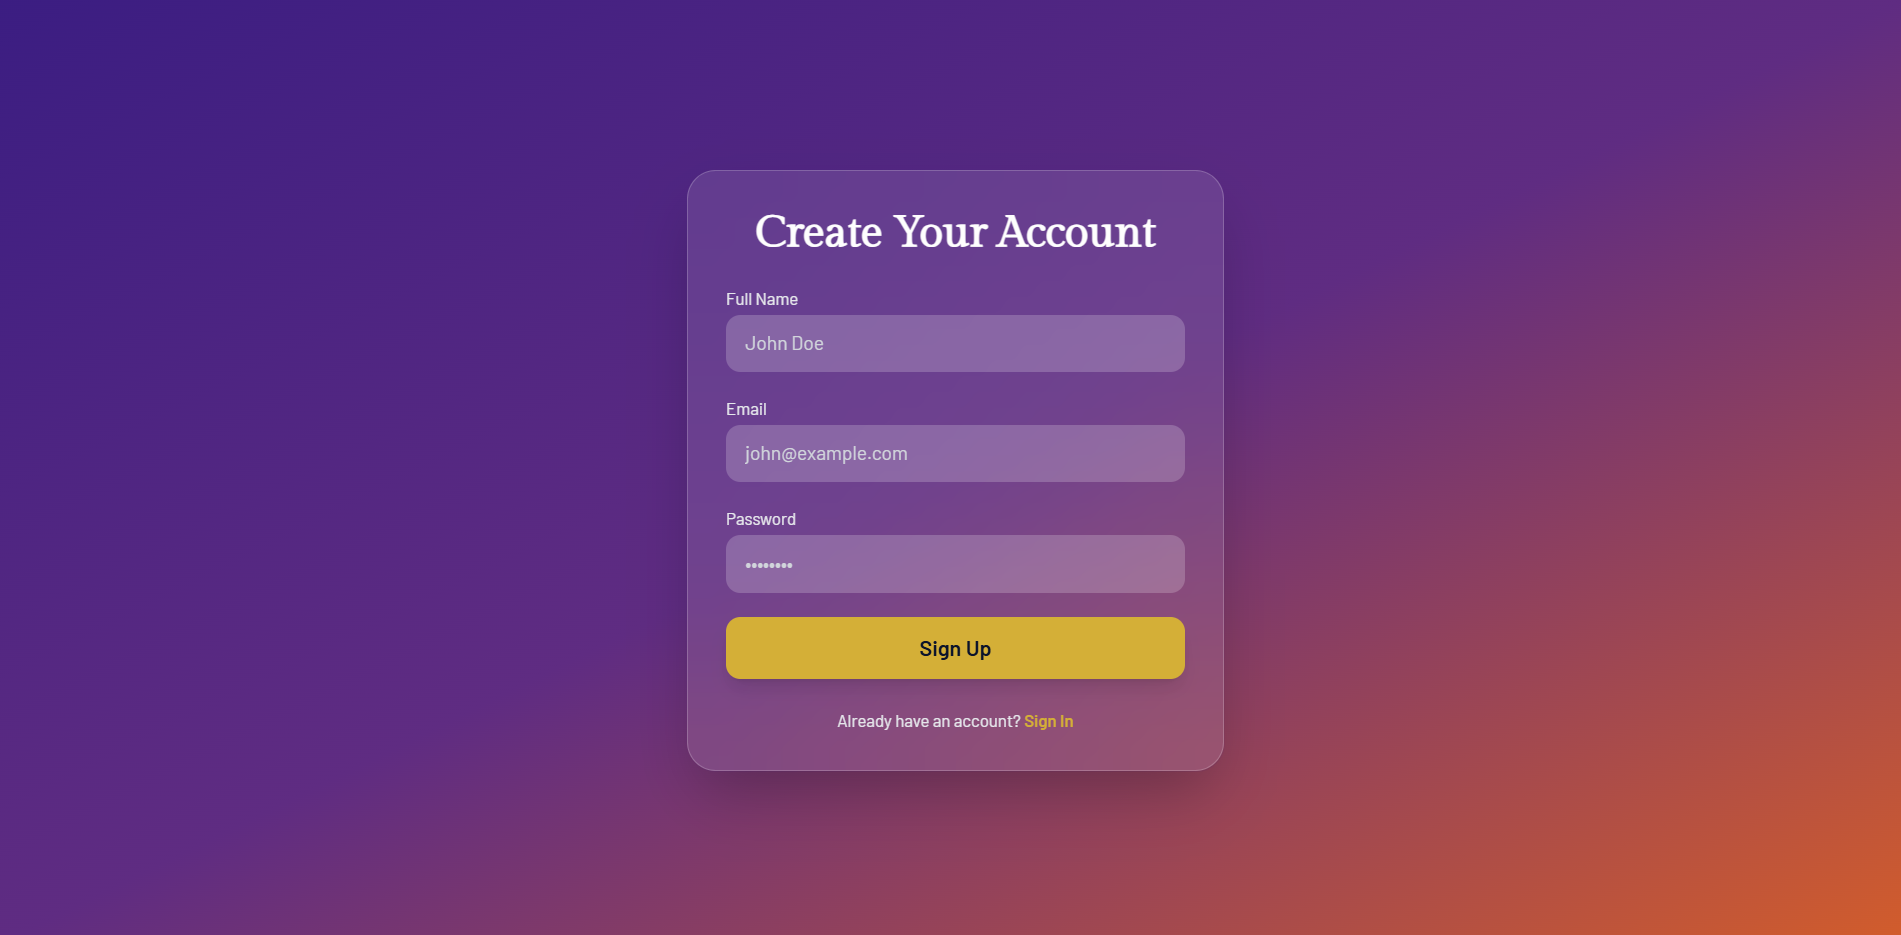 Create Your Account
Full Name
John Doe
Email
john@example.com
Password
••••••••
Sign Up
Already have an account? Sign In